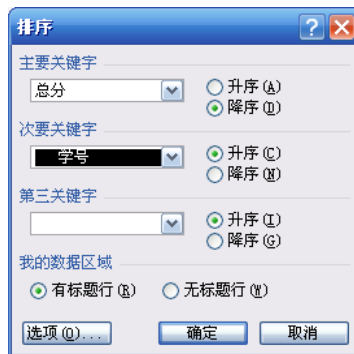 排序
主要关键字
总分
升序(A)
降序(D)
次要关键字
学号
升序(C)
降序(N)
第三关键字
升序(I)
降序(G)
我的数据区域
有标题行(R) 无标题行(W)
选项(O)... 确定 取消